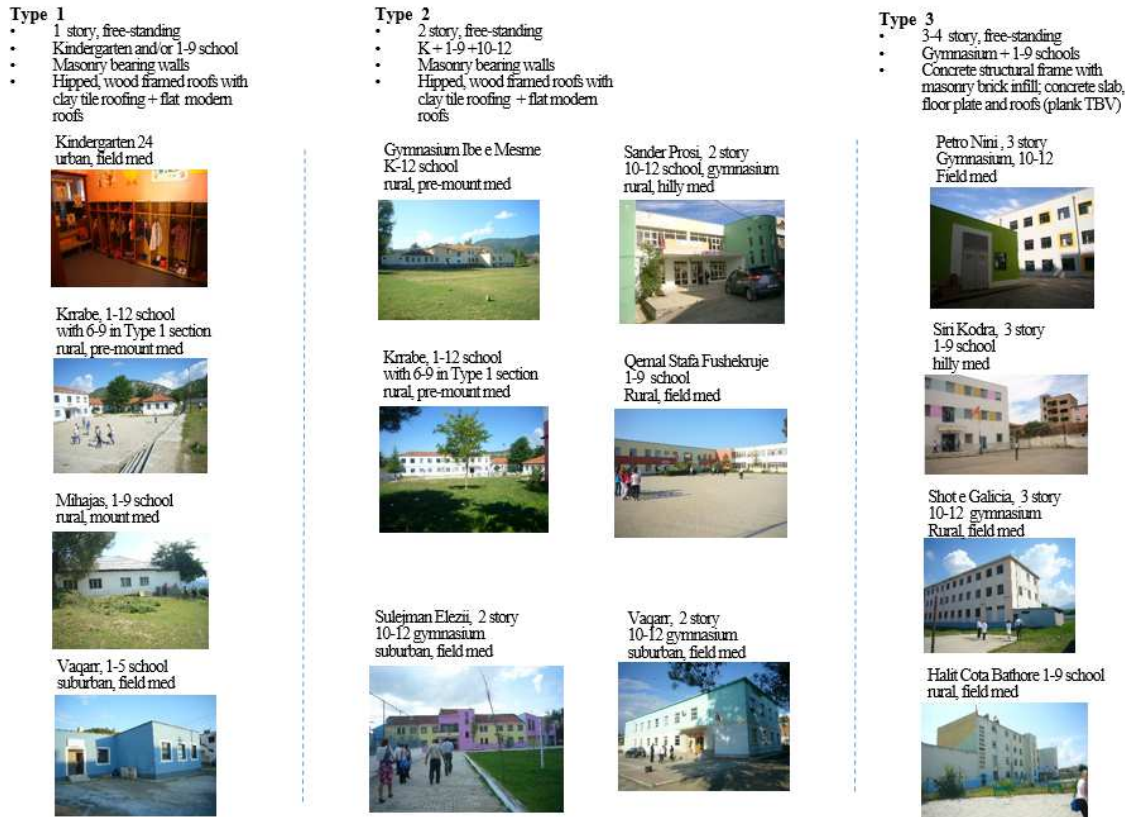 Type 1
• 1 story, free-standing
• Kindergarten and/or 1-9 school
• Masonry bearing walls
• Hipped, wood framed roofs with
clay tile roofing + flat modern
roofs
Kindergarten 24
urban, field med
Krrabe, 1-12 school
with 6-9 in Type 1 section
rural, pre-mount med
Mihajas, 1-9 school
rural, mount med
Vaqarr, 1-5 school
suburban, field med
Type 2
• 2 story, free-standing
• K + 1-9 +10-12
• Masonry bearing walls
• Hipped, wood framed roofs with
clay tile roofing + flat modern
roofs
Gymnasium Ibe e Mesme
K-12 school
rural, pre-mount med
Krrabe, 1-12 school
with 6-9 in Type 1 section
rural, pre-mount med
Sulejman Elezii, 2 story
10-12 gymnasium
suburban, field med
Sander Prosi, 2 story
10-12 school, gymnasium
rural, hilly med
Qemal Stafa Fushekruje
1-9 school
Rural, field med
Vaqarr, 2 story
10-12 gymnasium
suburban, field med
Type 3
• 3-4 story, free-standing
• Gymnasium + 1-9 schools
• Concrete structural frame with
masonry brick infill; concrete slab,
floor plate and roofs (plank TBV)
Petro Nini , 3 story
Gymnasium, 10-12
Field med
Siri Kodra, 3 story
1-9 school
hilly med
Shot e Galicia, 3 story
10-12 gymnasium
Rural, field med
Halit Cota Bathore 1-9 school
rural, field med